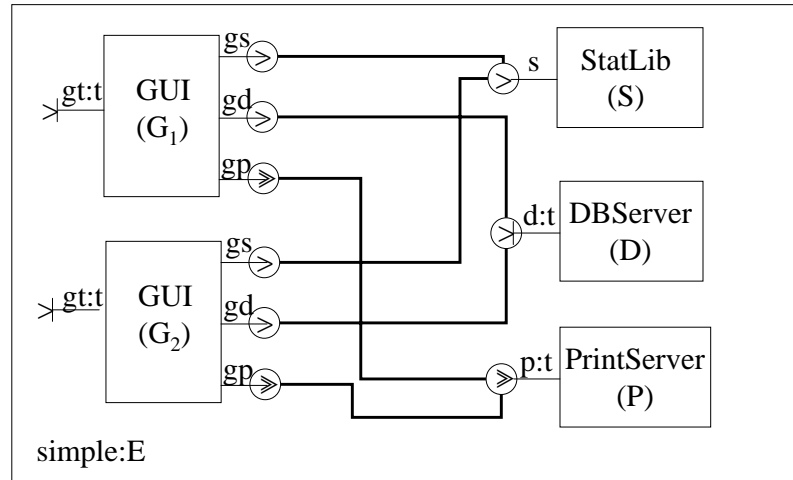 gs
StatLib
(S)
s
gt:t
GUI
(G1)
gd
gp
d:t
DBServer
(D)
gs
gt:t
GUI
(G2)
gd
gp
p:t
PrintServer
(P)
simple:E